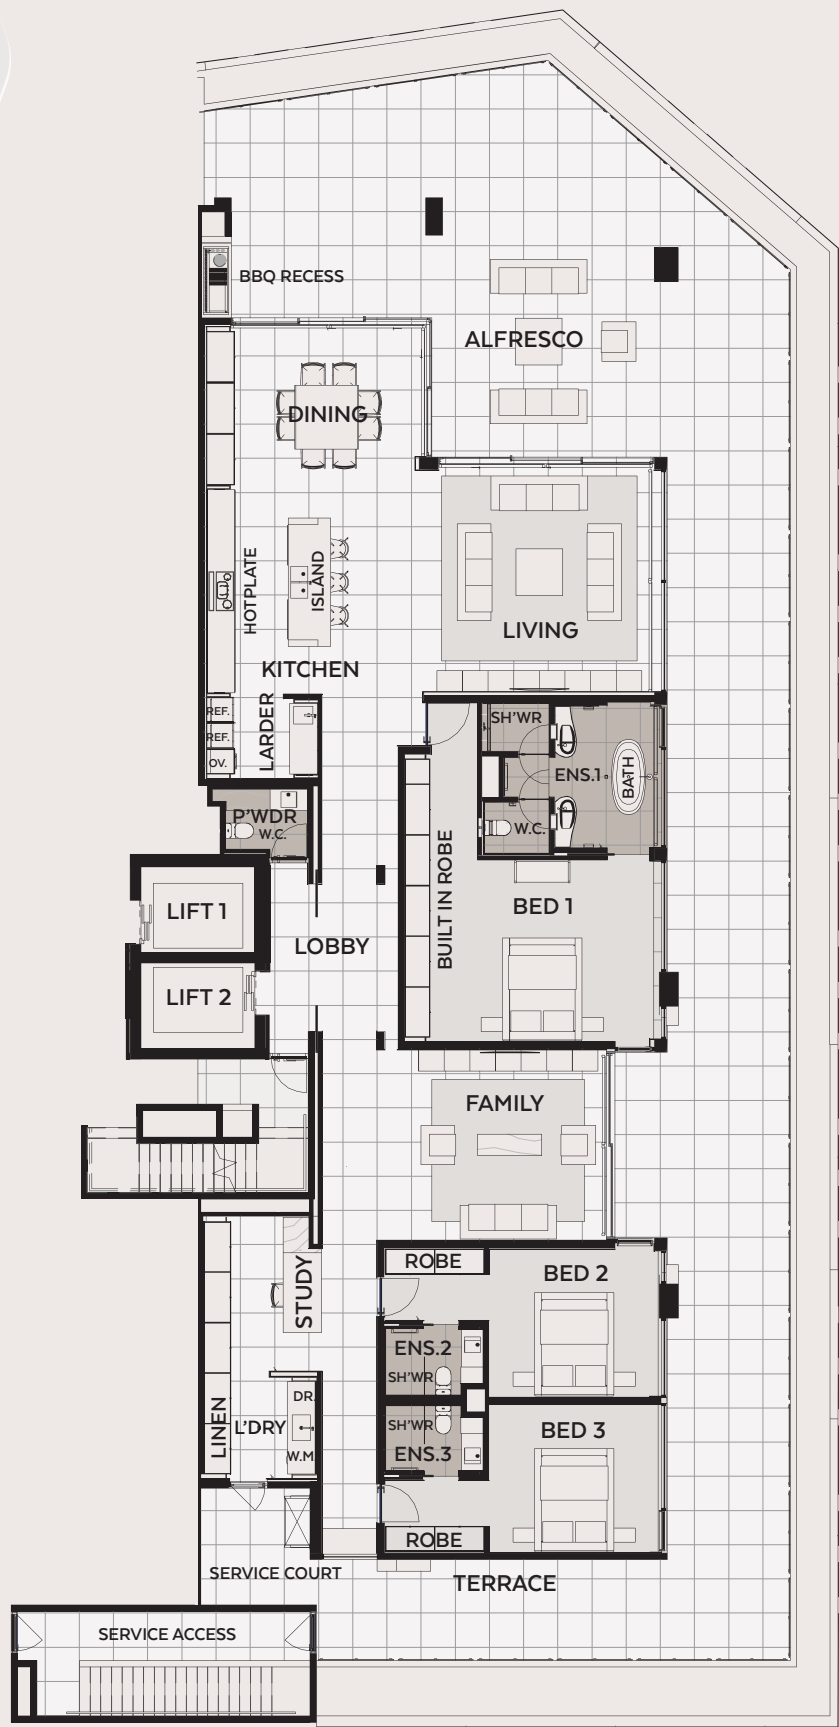 BBQ RECESS
ALFRESCO
DINING
HOTPLATE
ISLAND
LIVING
KITCHEN
REF.
REF.
OV.
LARDER
SH'WR
ENS.1
BATH
W.C.
P'WDR
W.C.
BUILT IN ROBE
BED 1
LIFT 1
LOBBY
LIFT 2
FAMILY
STUDY
ROBE
BED 2
ENS.2
SH'WR
LINEN
L'DRY
DR.
W.M.
SH'WR
ENS.3
BED 3
ROBE
SERVICE COURT
TERRACE
SERVICE ACCESS